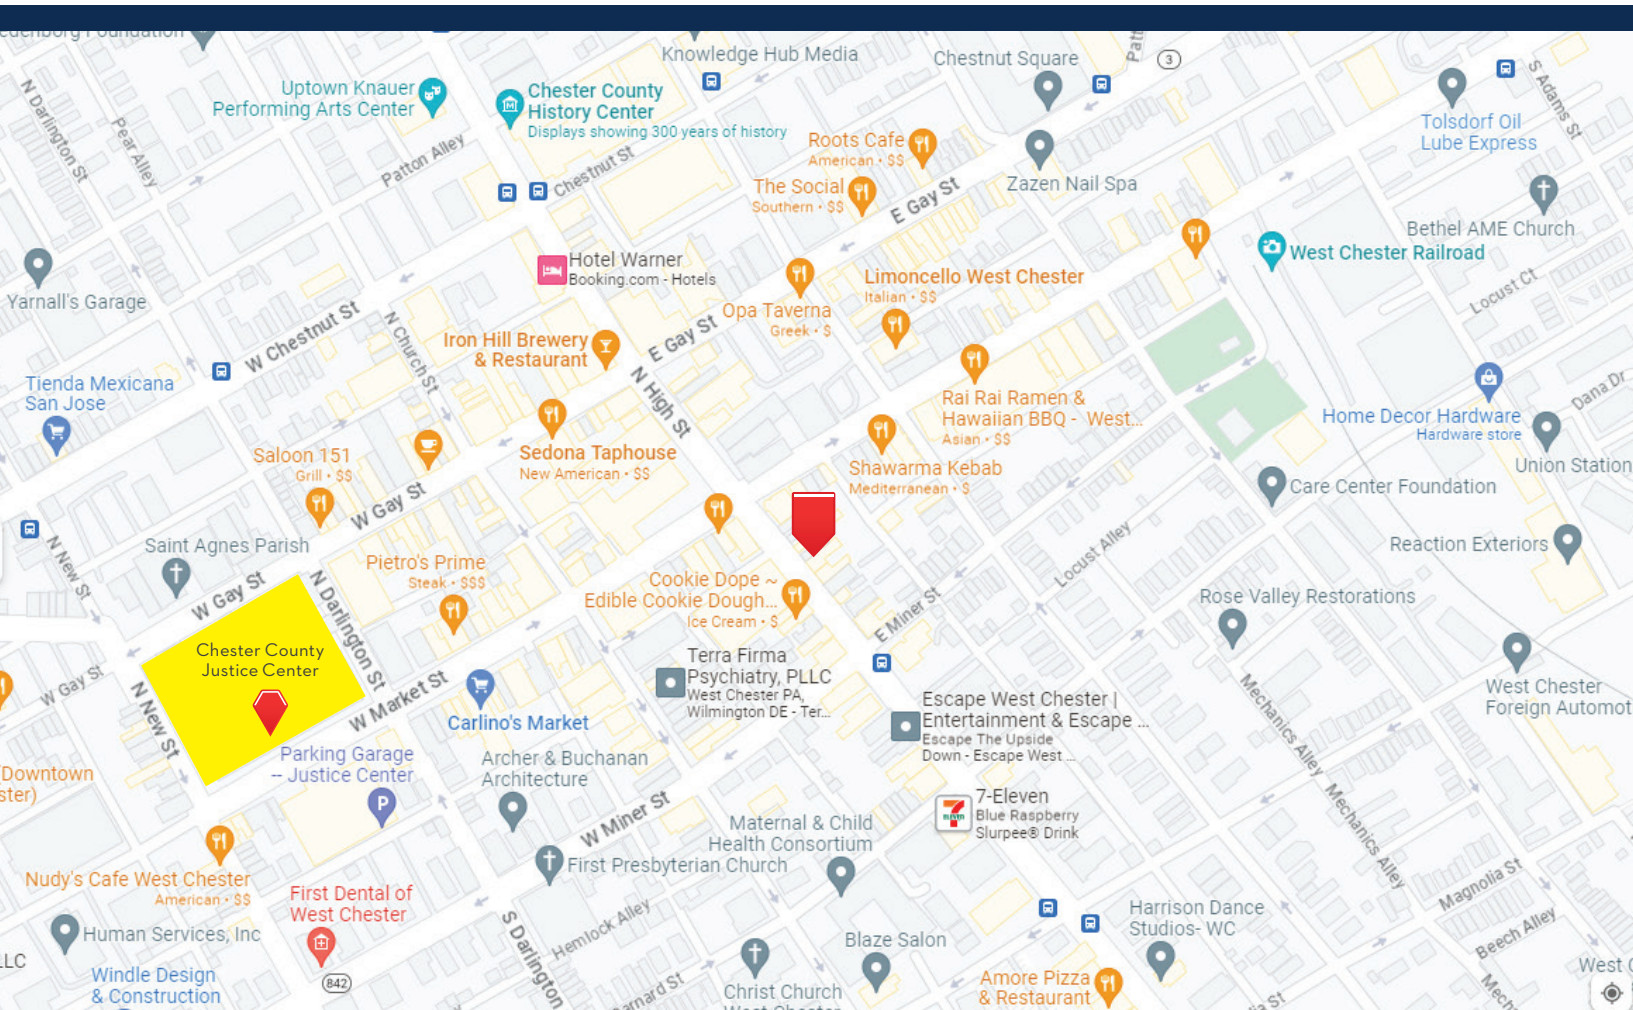 Knowledge Hub Media
Chestnut Square
3
Uptown Knauer
Performing Arts Center
Chester County
History Center
Displays showing 300 years of history
N Darlington St
Pear Alley
Patton Alley
Chestnut St
Roots Cafe
American • $$
The Social
Southern • $$
E Gay St
Zazen Nail Spa
S Adams St
Tolsdorf Oil
Lube Express
Bethel AME Church
West Chester Railroad
Locust Ct
Yarnall's Garage
Hotel Warner
Booking.com - Hotels
Limoncello West Chester
Italian • $$
Opa Taverna
Greek • $
W Chestnut St
N Church St
Iron Hill Brewery
& Restaurant
E Gay St
N High St
Tienda Mexicana
San Jose
Rai Rai Ramen &
Hawaiian BBQ - West...
Asian • $$
Home Decor Hardware
Hardware store
Dana Dr
Union Station
Saloon 151
Grill • $$
Sedona Taphouse
New American • $$
Shawarma Kebab
Mediterranean • $
Care Center Foundation
W Gay St
Saint Agnes Parish
N New St
Pietro's Prime
Steak • $$$
Locust Alley
Reaction Exteriors
W Gay St
N Darlington St
Cookie Dope ~
Edible Cookie Dough...
Ice Cream • $
E Miner St
Rose Valley Restorations
Chester County
Justice Center
W Gay St
N New St
W Market St
Terra Firma
Psychiatry, PLLC
West Chester PA,
Wilmington DE - Ter...
Carlino's Market
Escape West Chester |
Entertainment & Escape ...
Escape The Upside
Down - Escape West ...
Mechanics Alley
West Chester
Foreign Automot
Parking Garage
-- Justice Center
P
Archer & Buchanan
Architecture
(Downtown
ster)
W Miner St
7-Eleven
Blue Raspberry
Slurpee® Drink
Mechanics Alley
Maternal & Child
Health Consortium
First Presbyterian Church
Nudy's Cafe West Chester
American • $$
First Dental of
West Chester
Magnolia St
Human Services, Inc
LLC
S Darlington
Hemlock Alley
Harrison Dance
Studios- WC
Beech Alley
Blaze Salon
Windle Design
& Construction
842
Christ Church
Amore Pizza
& Restaurant
West
Mech